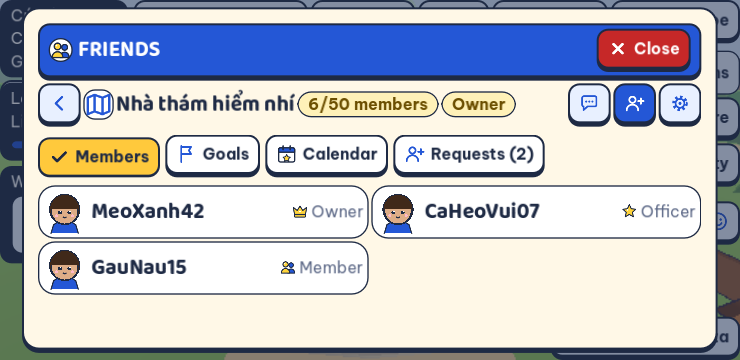 FRIENDS
Close
Nhà thám hiểm nhí 6/50 members Owner
Members Goals Calendar Requests (2)
MeoXanh42 Owner
CaHeoVui07 Officer
GauNau15 Member